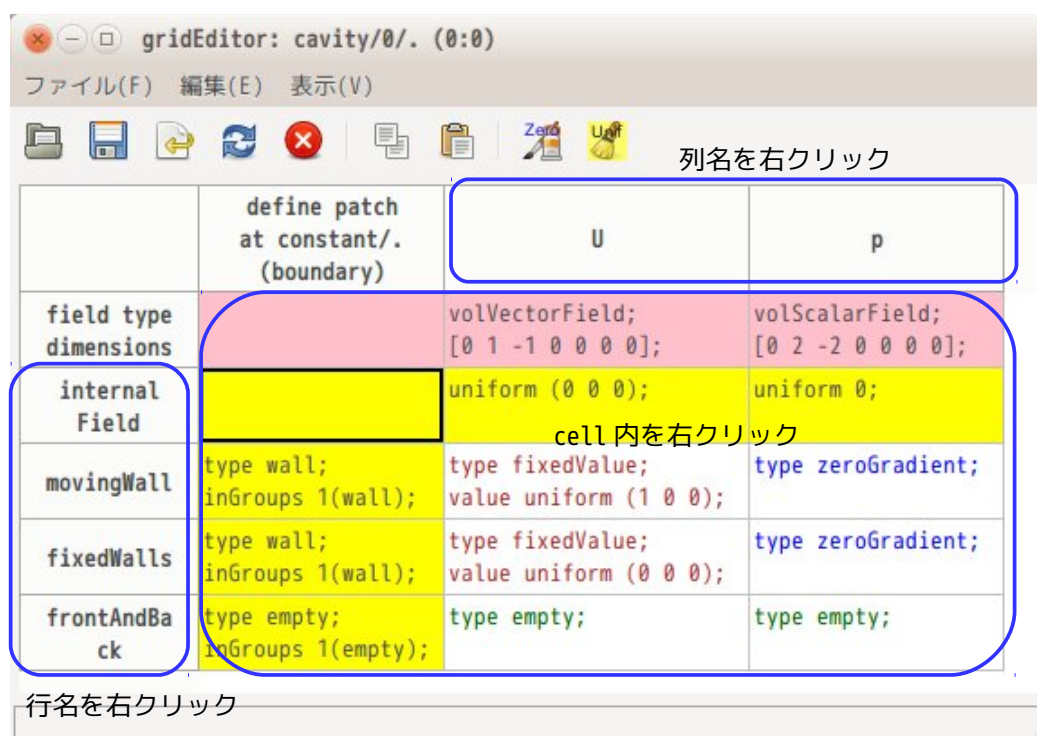 gridEditor: cavity/0/. (0:0)
ファイル(F) 編集(E) 表示(V)
Zero Unif
列名を右クリック
define patch
at constant/.
(boundary)
U
p
field type
dimensions
volVectorField;
[0 1 -1 0 0 0 0];
volScalarField;
[0 2 -2 0 0 0 0];
internal
Field
uniform (0 0 0);
uniform 0;
cell 内を右クリック
movingWall
type wall;
inGroups 1(wall);
type fixedValue;
value uniform (1 0 0);
type zeroGradient;
fixedWalls
type wall;
inGroups 1(wall);
type fixedValue;
value uniform (0 0 0);
type zeroGradient;
frontAndBa
ck
type empty;
inGroups 1(empty);
type empty;
type empty;
行名を右クリック